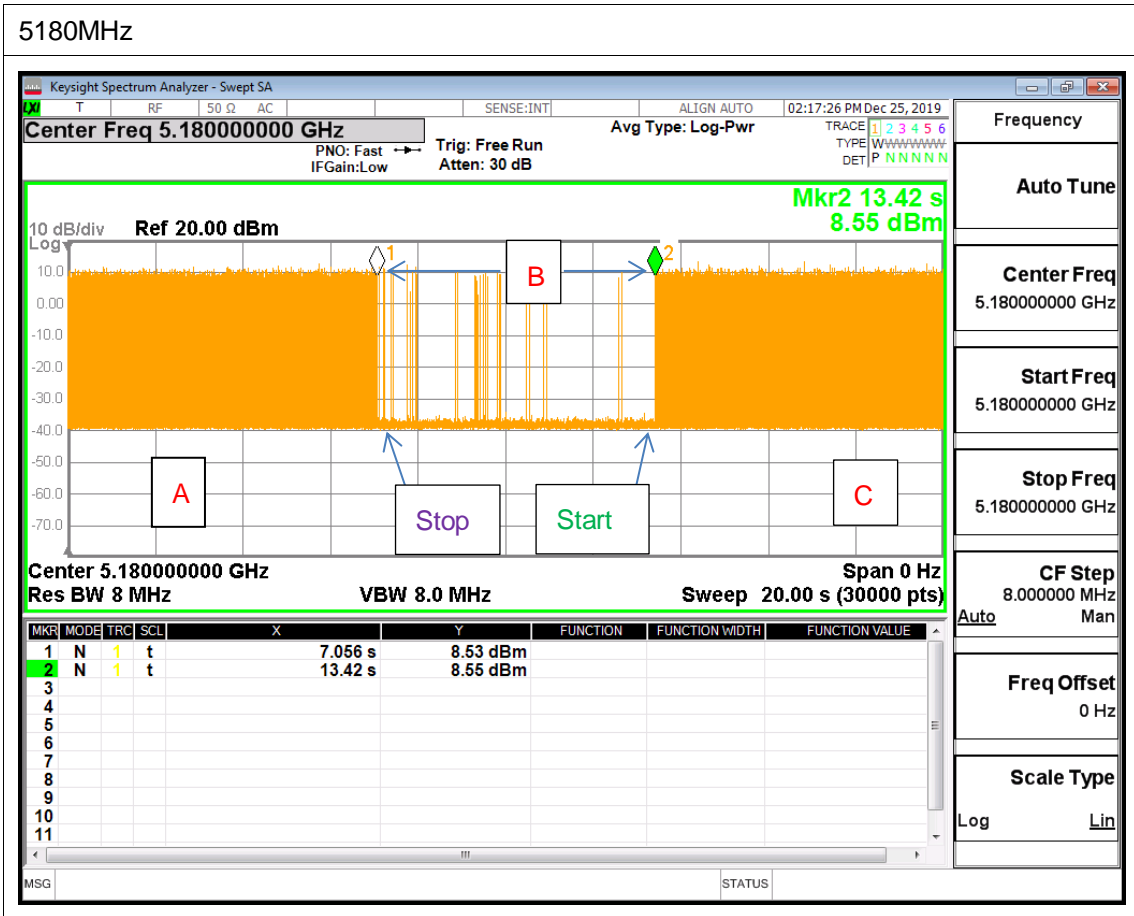 5180MHz
Keysight Spectrum Analyzer - Swept SA
LXI T RF 50 Ω AC SENSE:INT ALIGN AUTO 02:17:26 PM Dec 25, 2019
Center Freq 5.180000000 GHz
PNO: Fast
IFGain:Low
Trig: Free Run
Atten: 30 dB
Avg Type: Log-Pwr
TRACE 1 2 3 4 5 6
TYPE WWWWWWW
DET P N N N N N
Mkr2 13.42 s
8.55 dBm
10 dB/div Ref 20.00 dBm
Log
10.0
0.00
-10.0
-20.0
-30.0
-40.0
-50.0
-60.0
-70.0
1
2
B
A
C
Stop
Start
Center 5.180000000 GHz Span 0 Hz
Res BW 8 MHz VBW 8.0 MHz Sweep 20.00 s (30000 pts)
MKR MODE TRC SCL X Y FUNCTION FUNCTION WIDTH FUNCTION VALUE
1 N 1 t 7.056 s 8.53 dBm
2 N 1 t 13.42 s 8.55 dBm
3
4
5
6
7
8
9
10
11
MSG STATUS
Frequency
Auto Tune
Center Freq
5.180000000 GHz
Start Freq
5.180000000 GHz
Stop Freq
5.180000000 GHz
CF Step
8.000000 MHz
Auto Man
Freq Offset
0 Hz
Scale Type
Log Lin